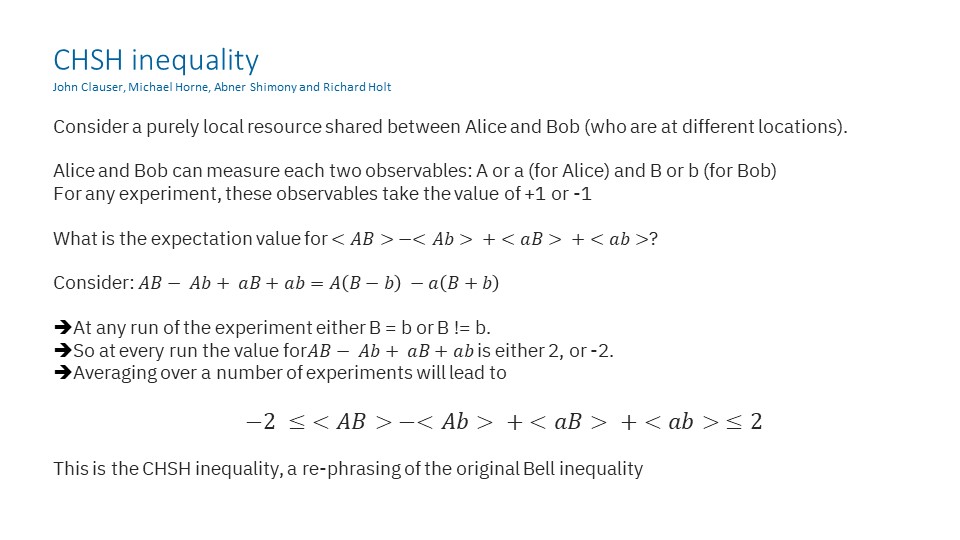 CHSH inequality
John Clauser, Michael Horne, Abner Shimony and Richard Holt
Consider a purely local resource shared between Alice and Bob (who are at different locations).
Alice and Bob can measure each two observables: A or a (for Alice) and B or b (for Bob)
For any experiment, these observables take the value of +1 or -1
What is the expectation value for < AB > −< Ab > + < aB > + < ab >?
Consider: AB − Ab + aB + ab = A(B − b) − a(B + b)
➔At any run of the experiment either B = b or B != b.
➔So at every run the value for AB − Ab + aB + ab is either 2, or -2.
➔Averaging over a number of experiments will lead to
−2 ≤ < AB > −< Ab > + < aB > + < ab > ≤ 2
This is the CHSH inequality, a re-phrasing of the original Bell inequality